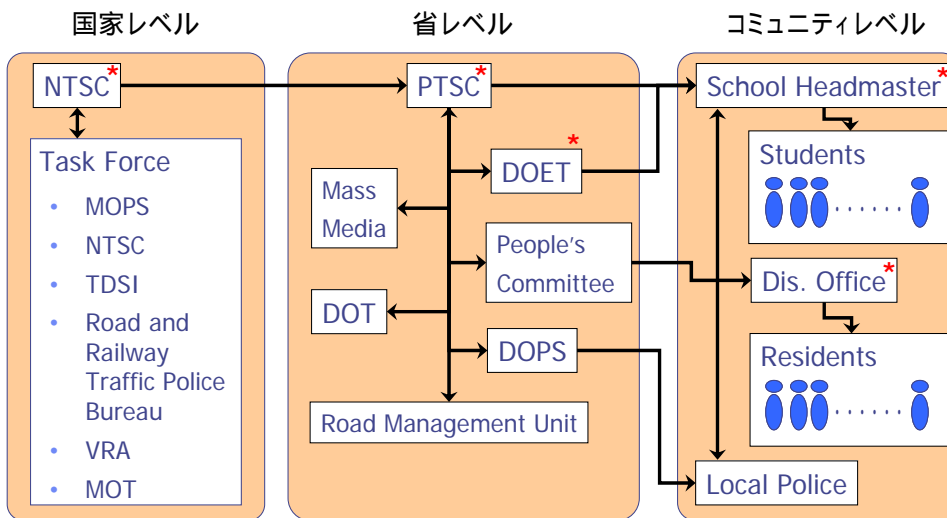 国家レベル
省レベル
コミュニティレベル
NTSC*
Task Force
• MOPS
• NTSC
• TDSI
• Road and
Railway
Traffic Police
Bureau
• VRA
• MOT
PTSC*
DOET*
Mass
Media
People's
Committee
DOT
DOPS
Road Management Unit
School Headmaster*
Students
......
Dis. Office*
Residents
......
Local Police